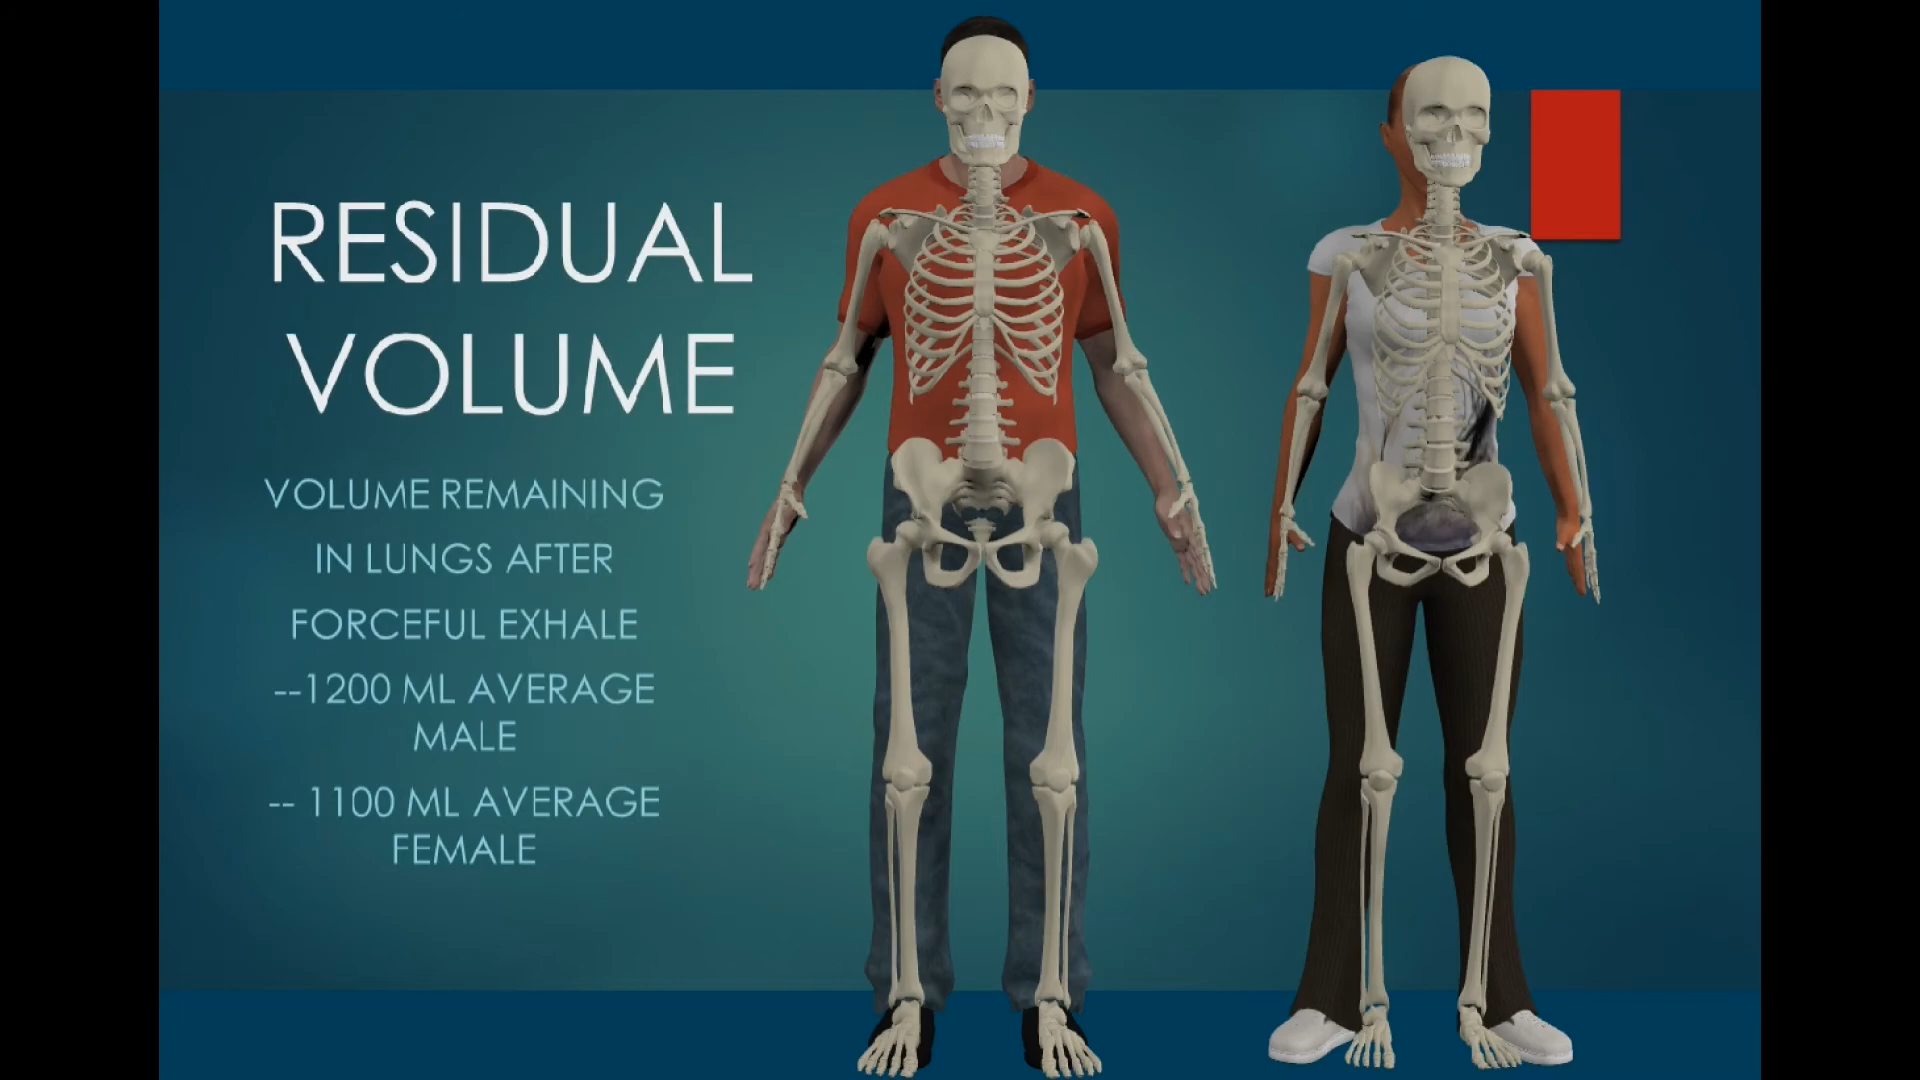 RESIDUAL
VOLUME
VOLUME REMAINING
IN LUNGS AFTER
FORCEFUL EXHALE
--1200 ML AVERAGE
MALE
-- 1100 ML AVERAGE
FEMALE